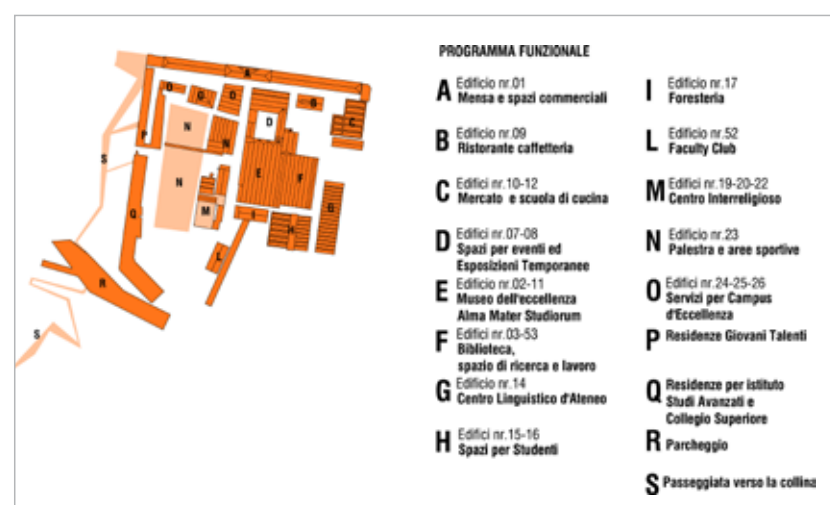 PROGRAMMA FUNZIONALE
A Edificio nr.01
Mensa e spazi commerciali
B Edificio nr.09
Ristorante caffetteria
C Edifici nr.10-12
Mercato e scuola di cucina
D Edifici nr.07-08
Spazi per eventi ed
Esposizioni Temporanee
E Edificio nr.02-11
Museo dell'eccellenza
Alma Mater Studiorum
F Edifici nr.03-53
Biblioteca,
spazio di ricerca e lavoro
G Edificio nr.14
Centro Linguistico d'Ateneo
H Edifici nr.15-16
Spazi per Studenti
I Edificio nr.17
Foresteria
L Edificio nr.52
Faculty Club
M Edifici nr.19-20-22
Centro Interreligioso
N Edificio nr.23
Palestra e aree sportive
O Edifici nr.24-25-26
Servizi per Campus
d'Eccellenza
P Residenze Giovani Talenti
Q Residenze per istituto
Studi Avanzati e
Collegio Superiore
R Parcheggio
S Passeggiata verso la collina
A
G
D
C
D
N
P
N
S
E
F
N
B
M
Q
I
H
L
R
S